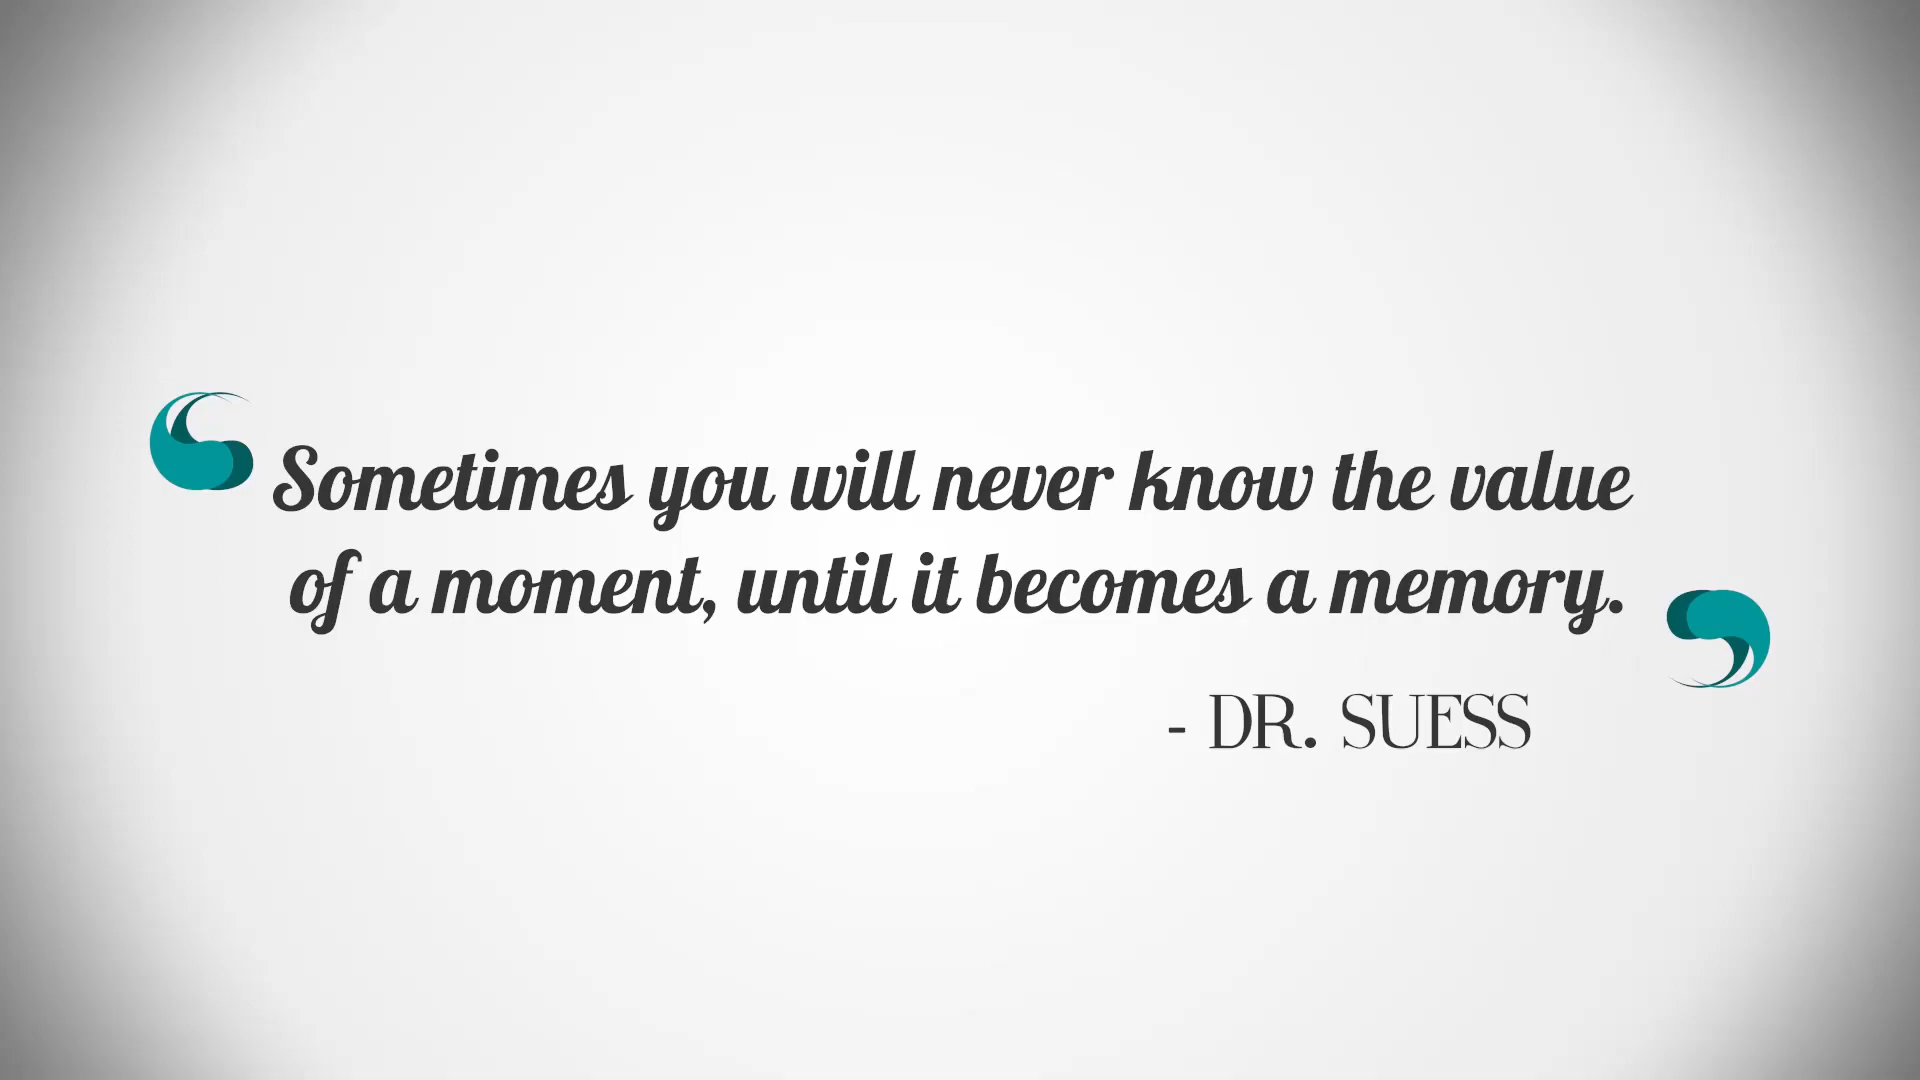 Sometimes you will never know the value
of a moment, until it becomes a memory.
- DR. SUESS